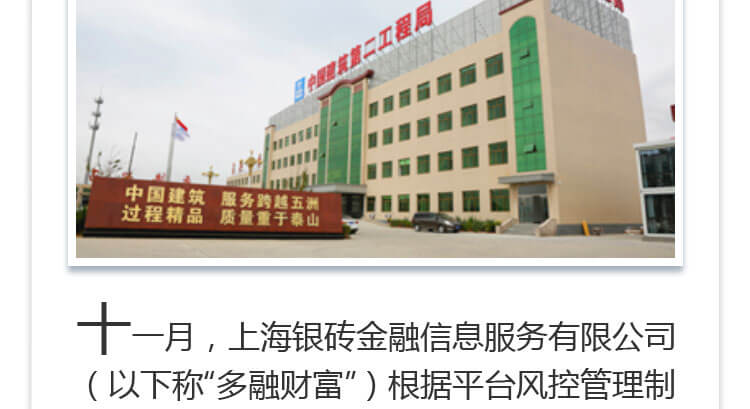 中国建筑第二工程局
中国建筑 服务跨越五洲
过程精品 质量重于泰山
十一月，上海银砖金融信息服务有限公司
（以下称“多融财富”）根据平台风控管理制